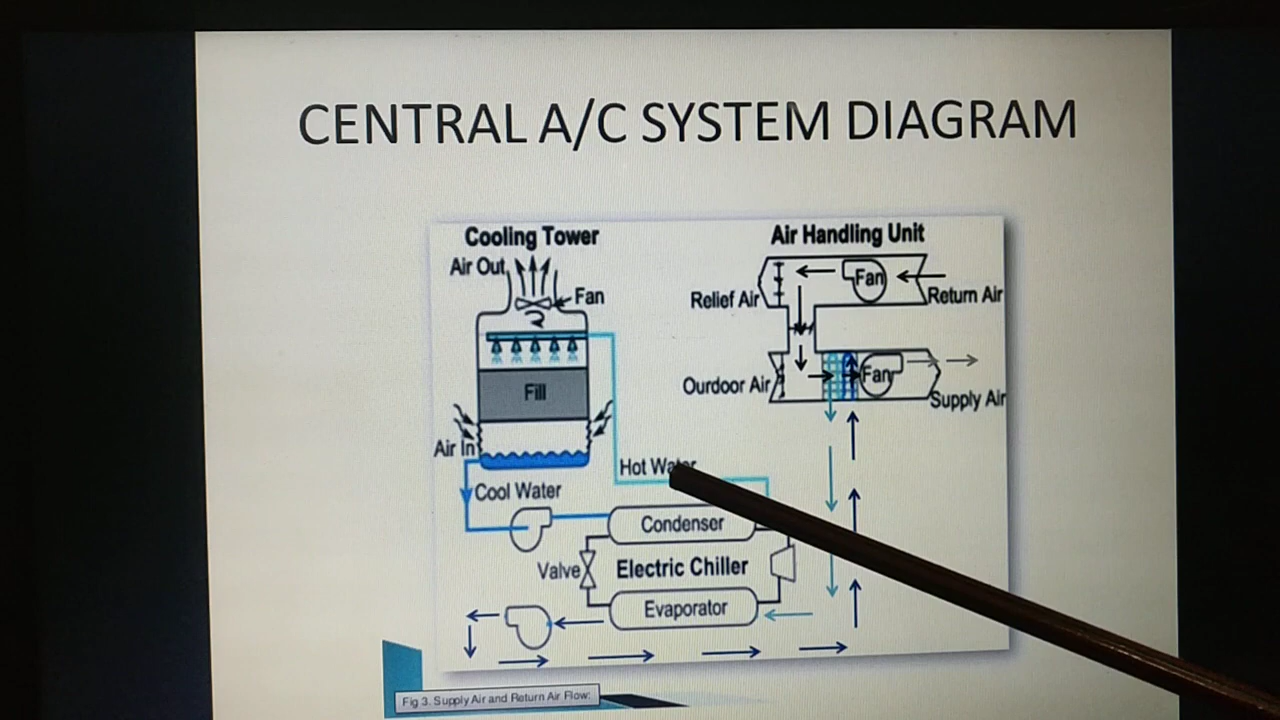 CENTRAL A/C SYSTEM DIAGRAM
Cooling Tower
Air Out
Fan
Fill
Air In
Cool Water
Hot Water
Condenser
Valve
Electric Chiller
Evaporator
Air Handling Unit
Fan
Relief Air
Return Air
Ourdoor Air
Fan
Supply Air
Fig 3. Supply Air and Return Air Flow: